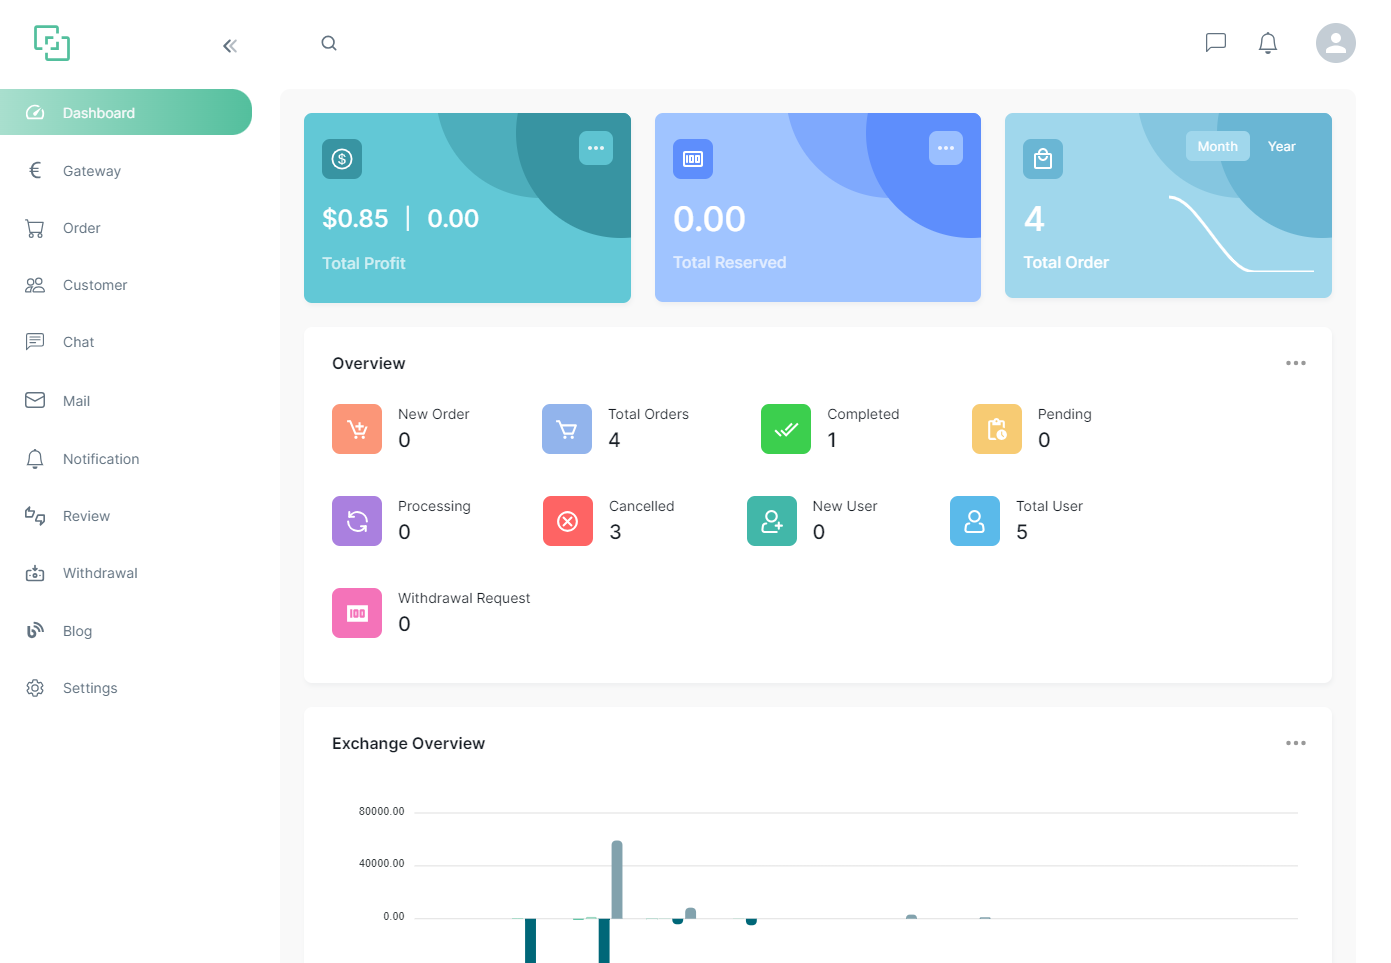 Dashboard
Gateway
Order
Customer
Chat
Mail
Notification
Review
Withdrawal
Blog
Settings
$0.85 | 0.00
Total Profit
0.00
Total Reserved
Month Year
4
Total Order
Overview
New Order
0
Total Orders
4
Completed
1
Pending
0
Processing
0
Cancelled
3
New User
0
Total User
5
Withdrawal Request
0
Exchange Overview
80000.00
40000.00
0.00